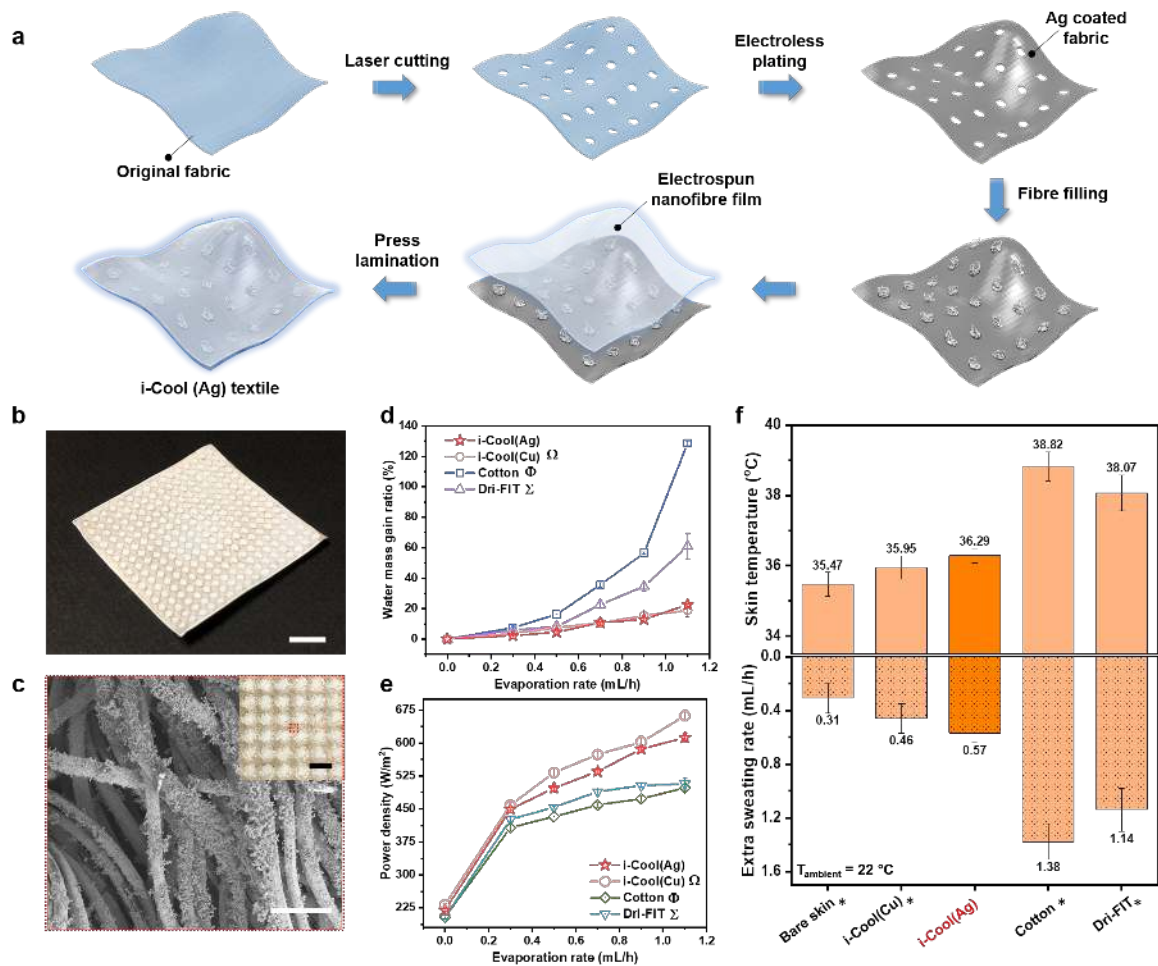 a
Laser cutting
Electroless
plating
Ag coated
fabric
Original fabric
Fibre filling
Electrospun
nanofibre film
Press
lamination
i-Cool (Ag) textile
b
c
d
Water mass gain ratio (%)
140
120
100
80
60
40
20
0
i-Cool(Ag)
i-Cool(Cu) Ω
Cotton Φ
Dri-FIT Σ
0.0 0.2 0.4 0.6 0.8 1.0 1.2
Evaporation rate (mL/h)
e
Power density (W/m²)
675
600
525
450
375
300
225
i-Cool(Ag)
i-Cool(Cu) Ω
Cotton Φ
Dri-FIT Σ
0.0 0.2 0.4 0.6 0.8 1.0 1.2
Evaporation rate (mL/h)
f
Skin temperature (°C)
40
38
36
34
35.47
35.95
36.29
38.82
38.07
Extra sweating rate (mL/h)
0.0
0.4
0.8
1.2
1.6
0.31
0.46
0.57
1.38
1.14
Tambient = 22 °C
Bare skin *
i-Cool(Cu) *
i-Cool(Ag)
Cotton *
Dri-FIT *